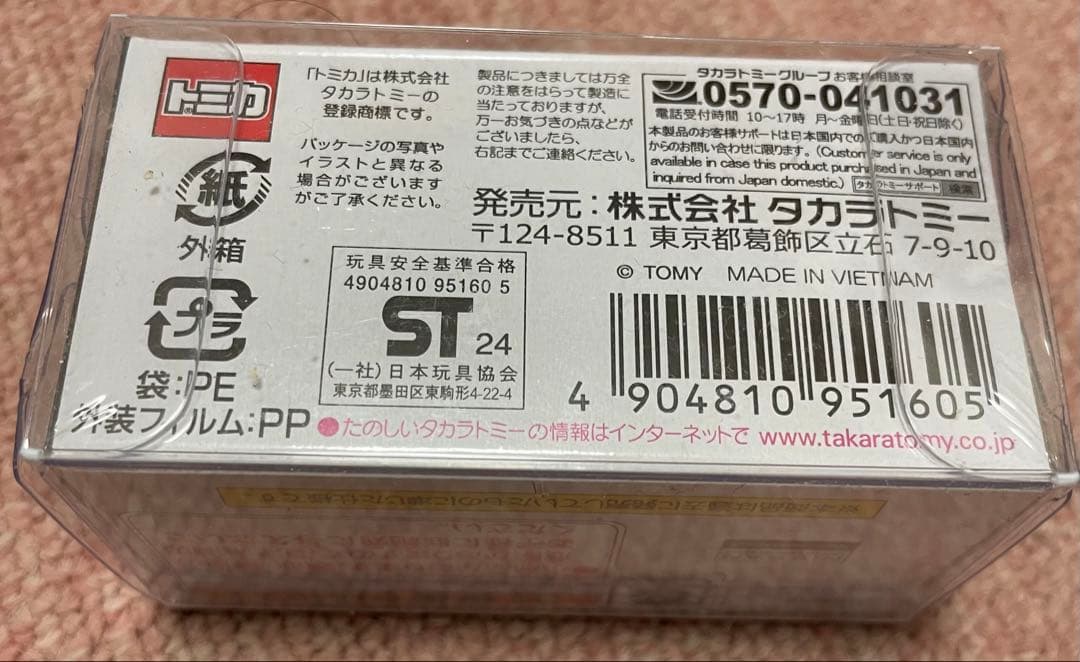 トミカ
®
「トミカ」は株式会社
タカラトミーの
登録商標です。
パッケージの写真や
イラストと異なる
場合がございます
がご了承ください。
紙
外箱
プラ
袋:PE
外装フィルム:PP
製品につきましては万全
の注意をはらって製造に
当たっておりますが、
万一お気づきの点などが
ございましたら、
右記までご連絡ください。
タカラトミーグループ お客様相談室
0570-041031
電話受付時間 10〜17時 月〜金曜日(土日・祝日除く)
本製品のお客様サポートは日本国内でのご購入かつ日本国内
からのお問い合わせに限ります。(Customer service is only
available in case this product purchased in Japan and
inquired from Japan domestic.) タカラトミーサポート 検索
発売元:株式会社 タカラトミー
〒124-8511 東京都葛飾区立石 7-9-10
© TOMY MADE IN VIETNAM
玩具安全基準合格
4904810 95160 5
ST 24
(一社)日本玩具協会
東京都墨田区東駒形4-22-4
4 904810 951605
●たのしいタカラトミーの情報はインターネットで www.takaratomy.co.jp